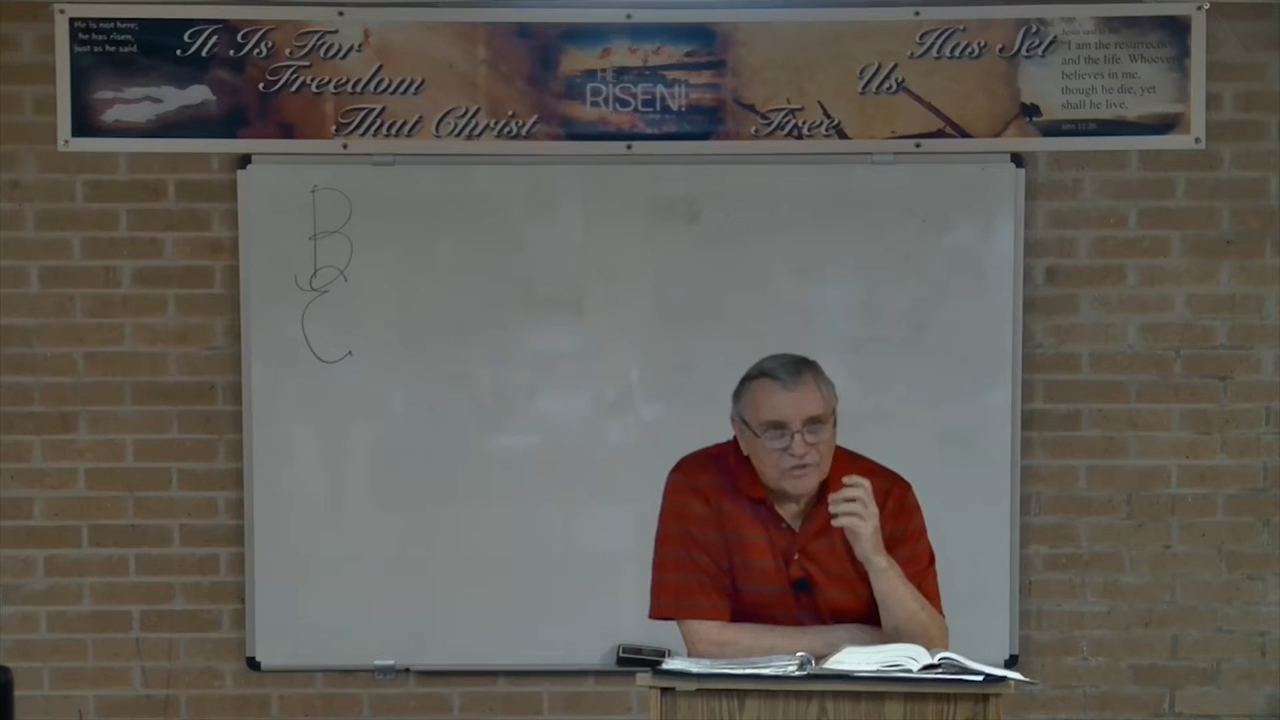 He is not here;
he has risen,
just as he said.
It Is For
Freedom
That Christ
HE
RISEN!
Has Set
Us
Free
"I am the resurrection
and the life. Whoever
believes in me,
though he die, yet
shall he live,
B
C